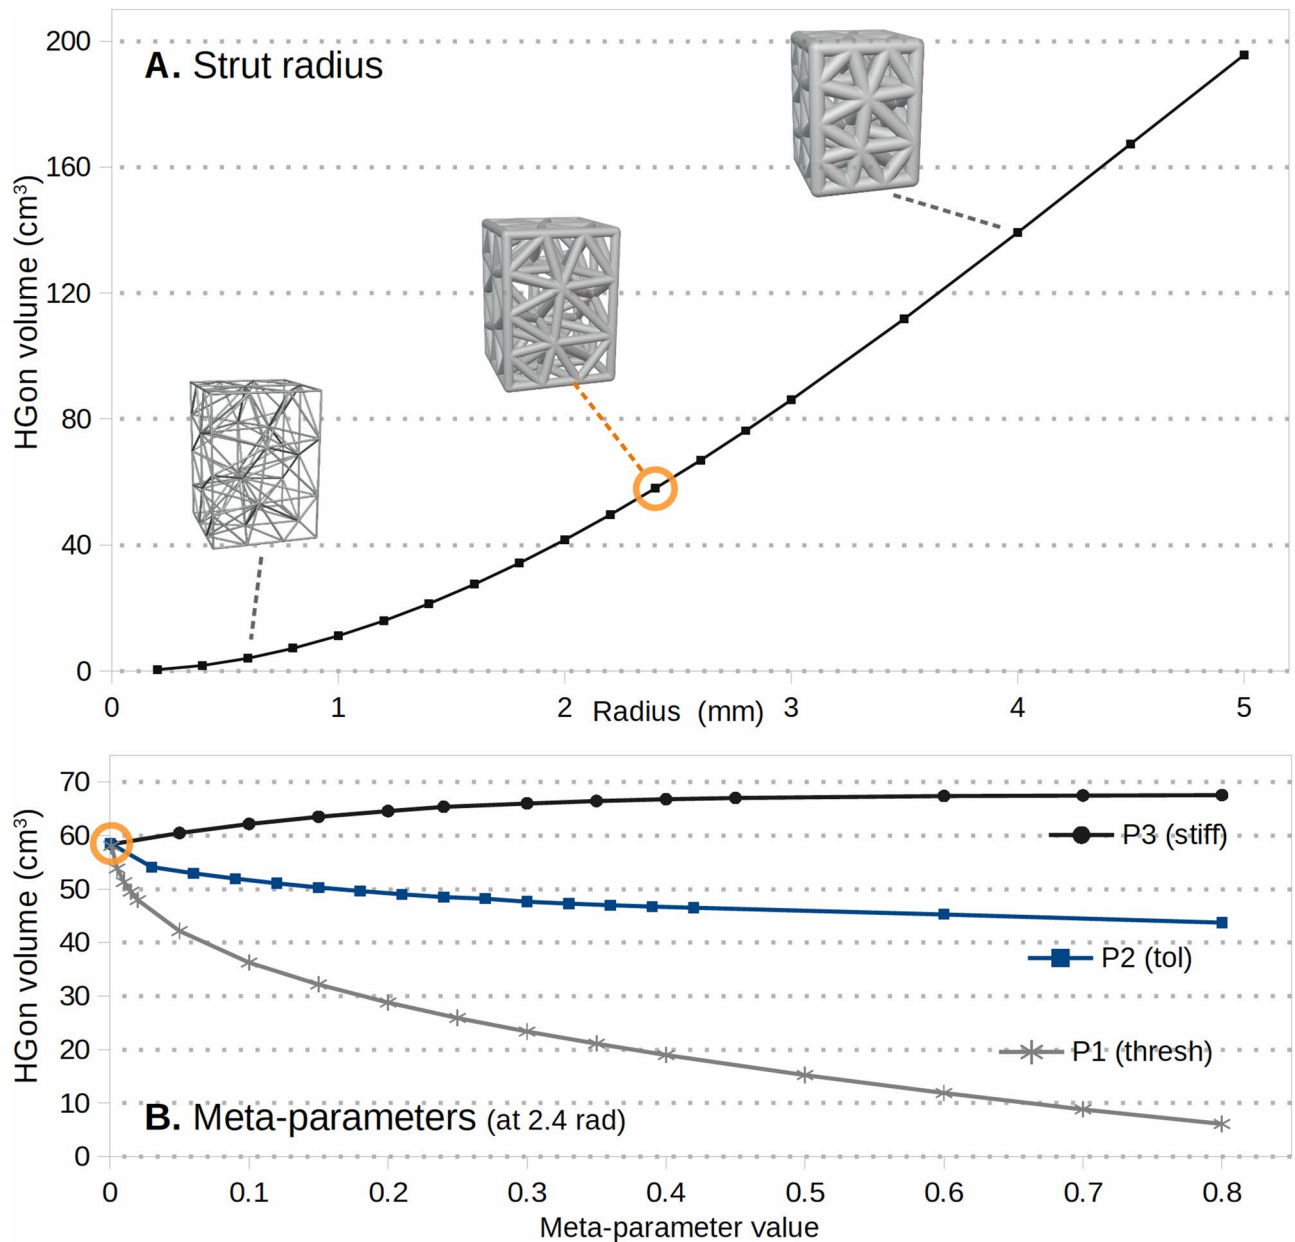 A. Strut radius
200
160
120
80
40
0
HGon volume (cm³)
0 1 2 3 4 5
Radius (mm)
70
60
50
40
30
20
10
0
HGon volume (cm³)
P3 (stiff)
P2 (tol)
P1 (thresh)
B. Meta-parameters (at 2.4 rad)
0 0.1 0.2 0.3 0.4 0.5 0.6 0.7 0.8
Meta-parameter value